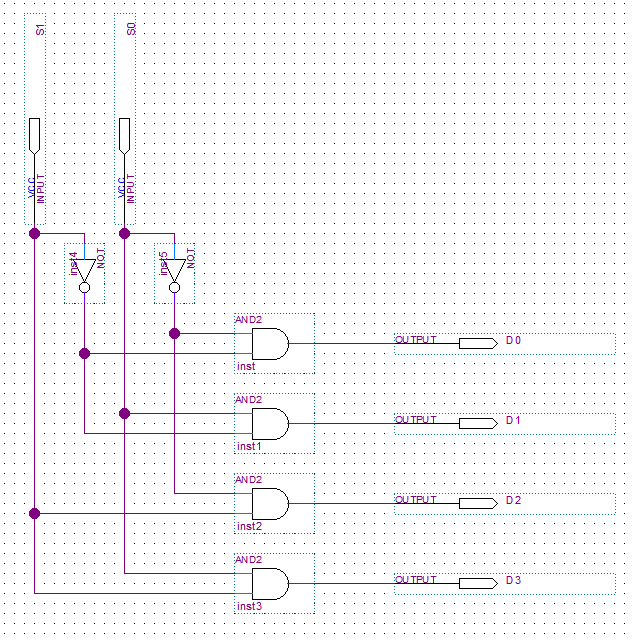 S1
S0
VCC
INPUT
VCC
INPUT
inst4
NOT
inst5
NOT
AND2
inst
OUTPUT
D0
AND2
inst1
OUTPUT
D1
AND2
inst2
OUTPUT
D2
AND2
inst3
OUTPUT
D3